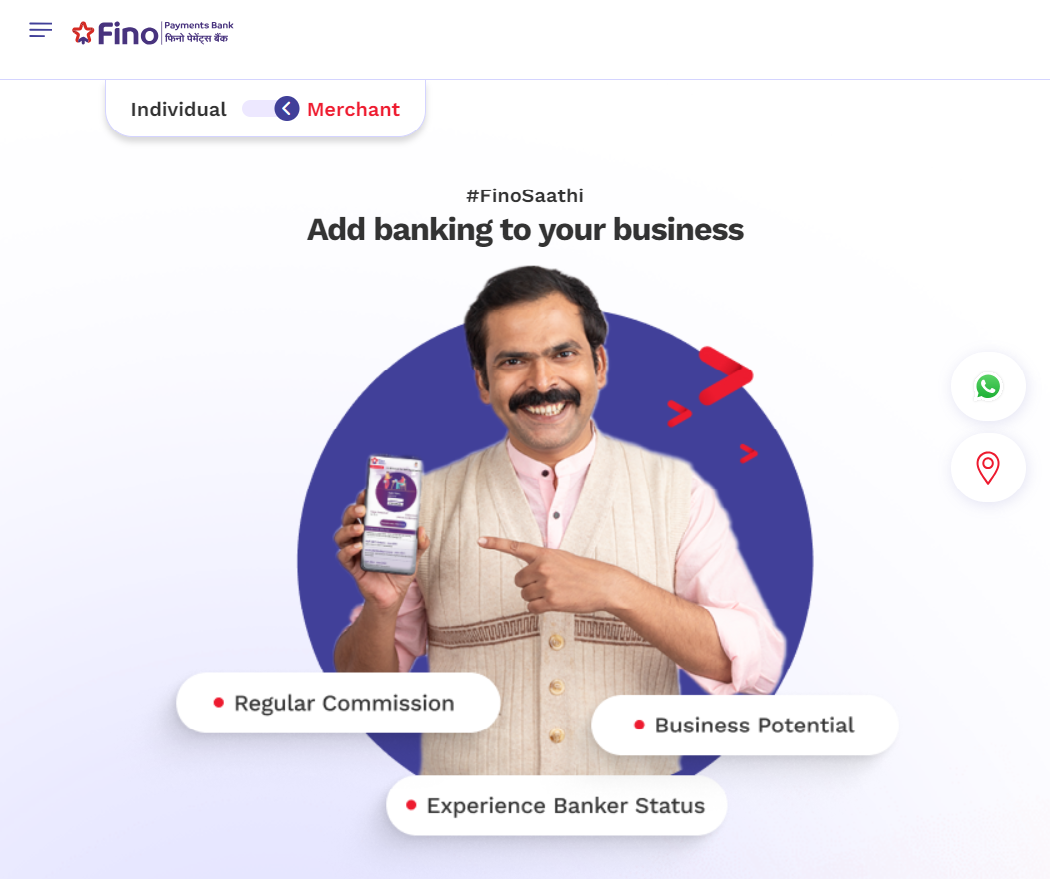 Fino
Payments Bank
फिनो पेमेंट्स बैंक
Individual
Merchant
#FinoSaathi
Add banking to your business
Regular Commission
Business Potential
Experience Banker Status